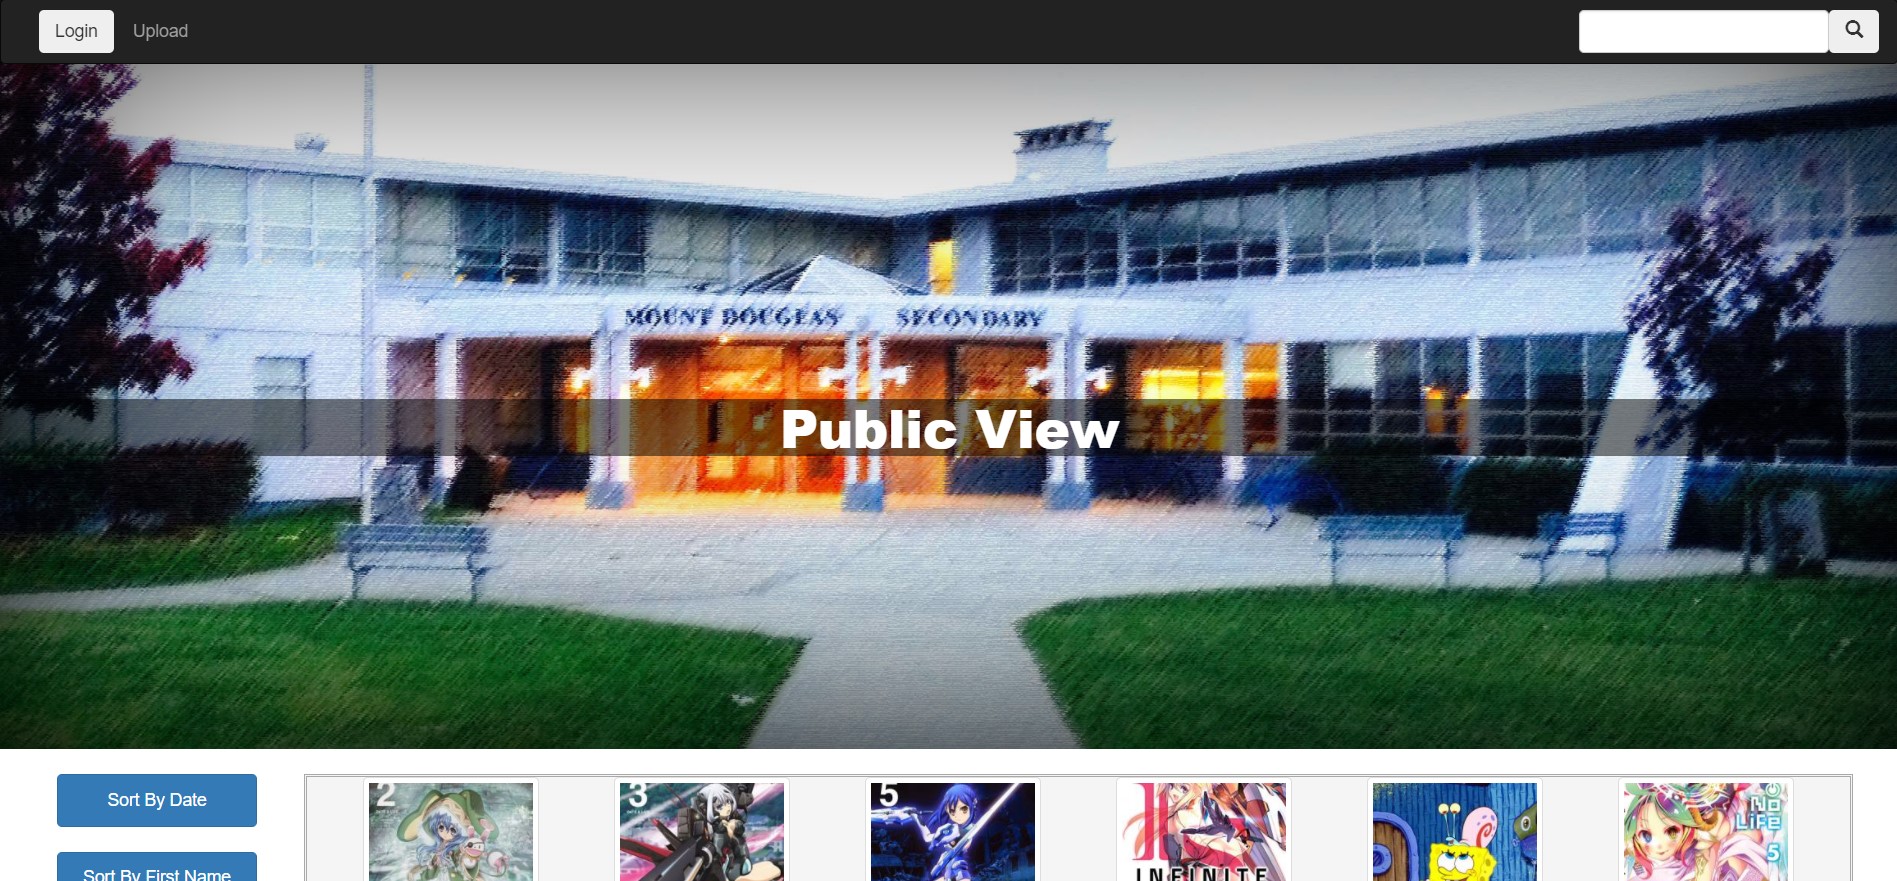 Login
Upload
MOUNT DOUGLAS SECONDARY
Public View
Sort By Date
2
3
5
II
No
LiFe
5
Sort By First Name
INFINITE